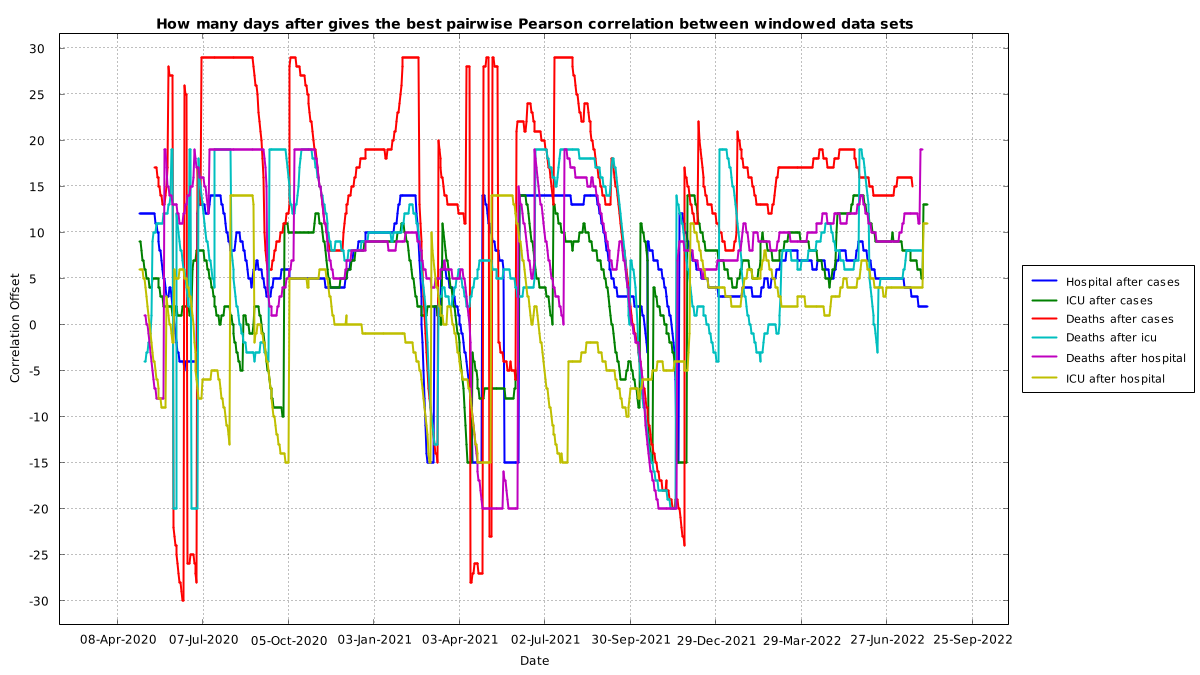 How many days after gives the best pairwise Pearson correlation between windowed data sets
30
25
20
15
10
5
0
-5
-10
-15
-20
-25
-30
Correlation Offset
08-Apr-2020 07-Jul-2020 05-Oct-2020 03-Jan-2021 03-Apr-2021 02-Jul-2021 30-Sep-2021 29-Dec-2021 29-Mar-2022 27-Jun-2022 25-Sep-2022
Date
Hospital after cases
ICU after cases
Deaths after cases
Deaths after icu
Deaths after hospital
ICU after hospital